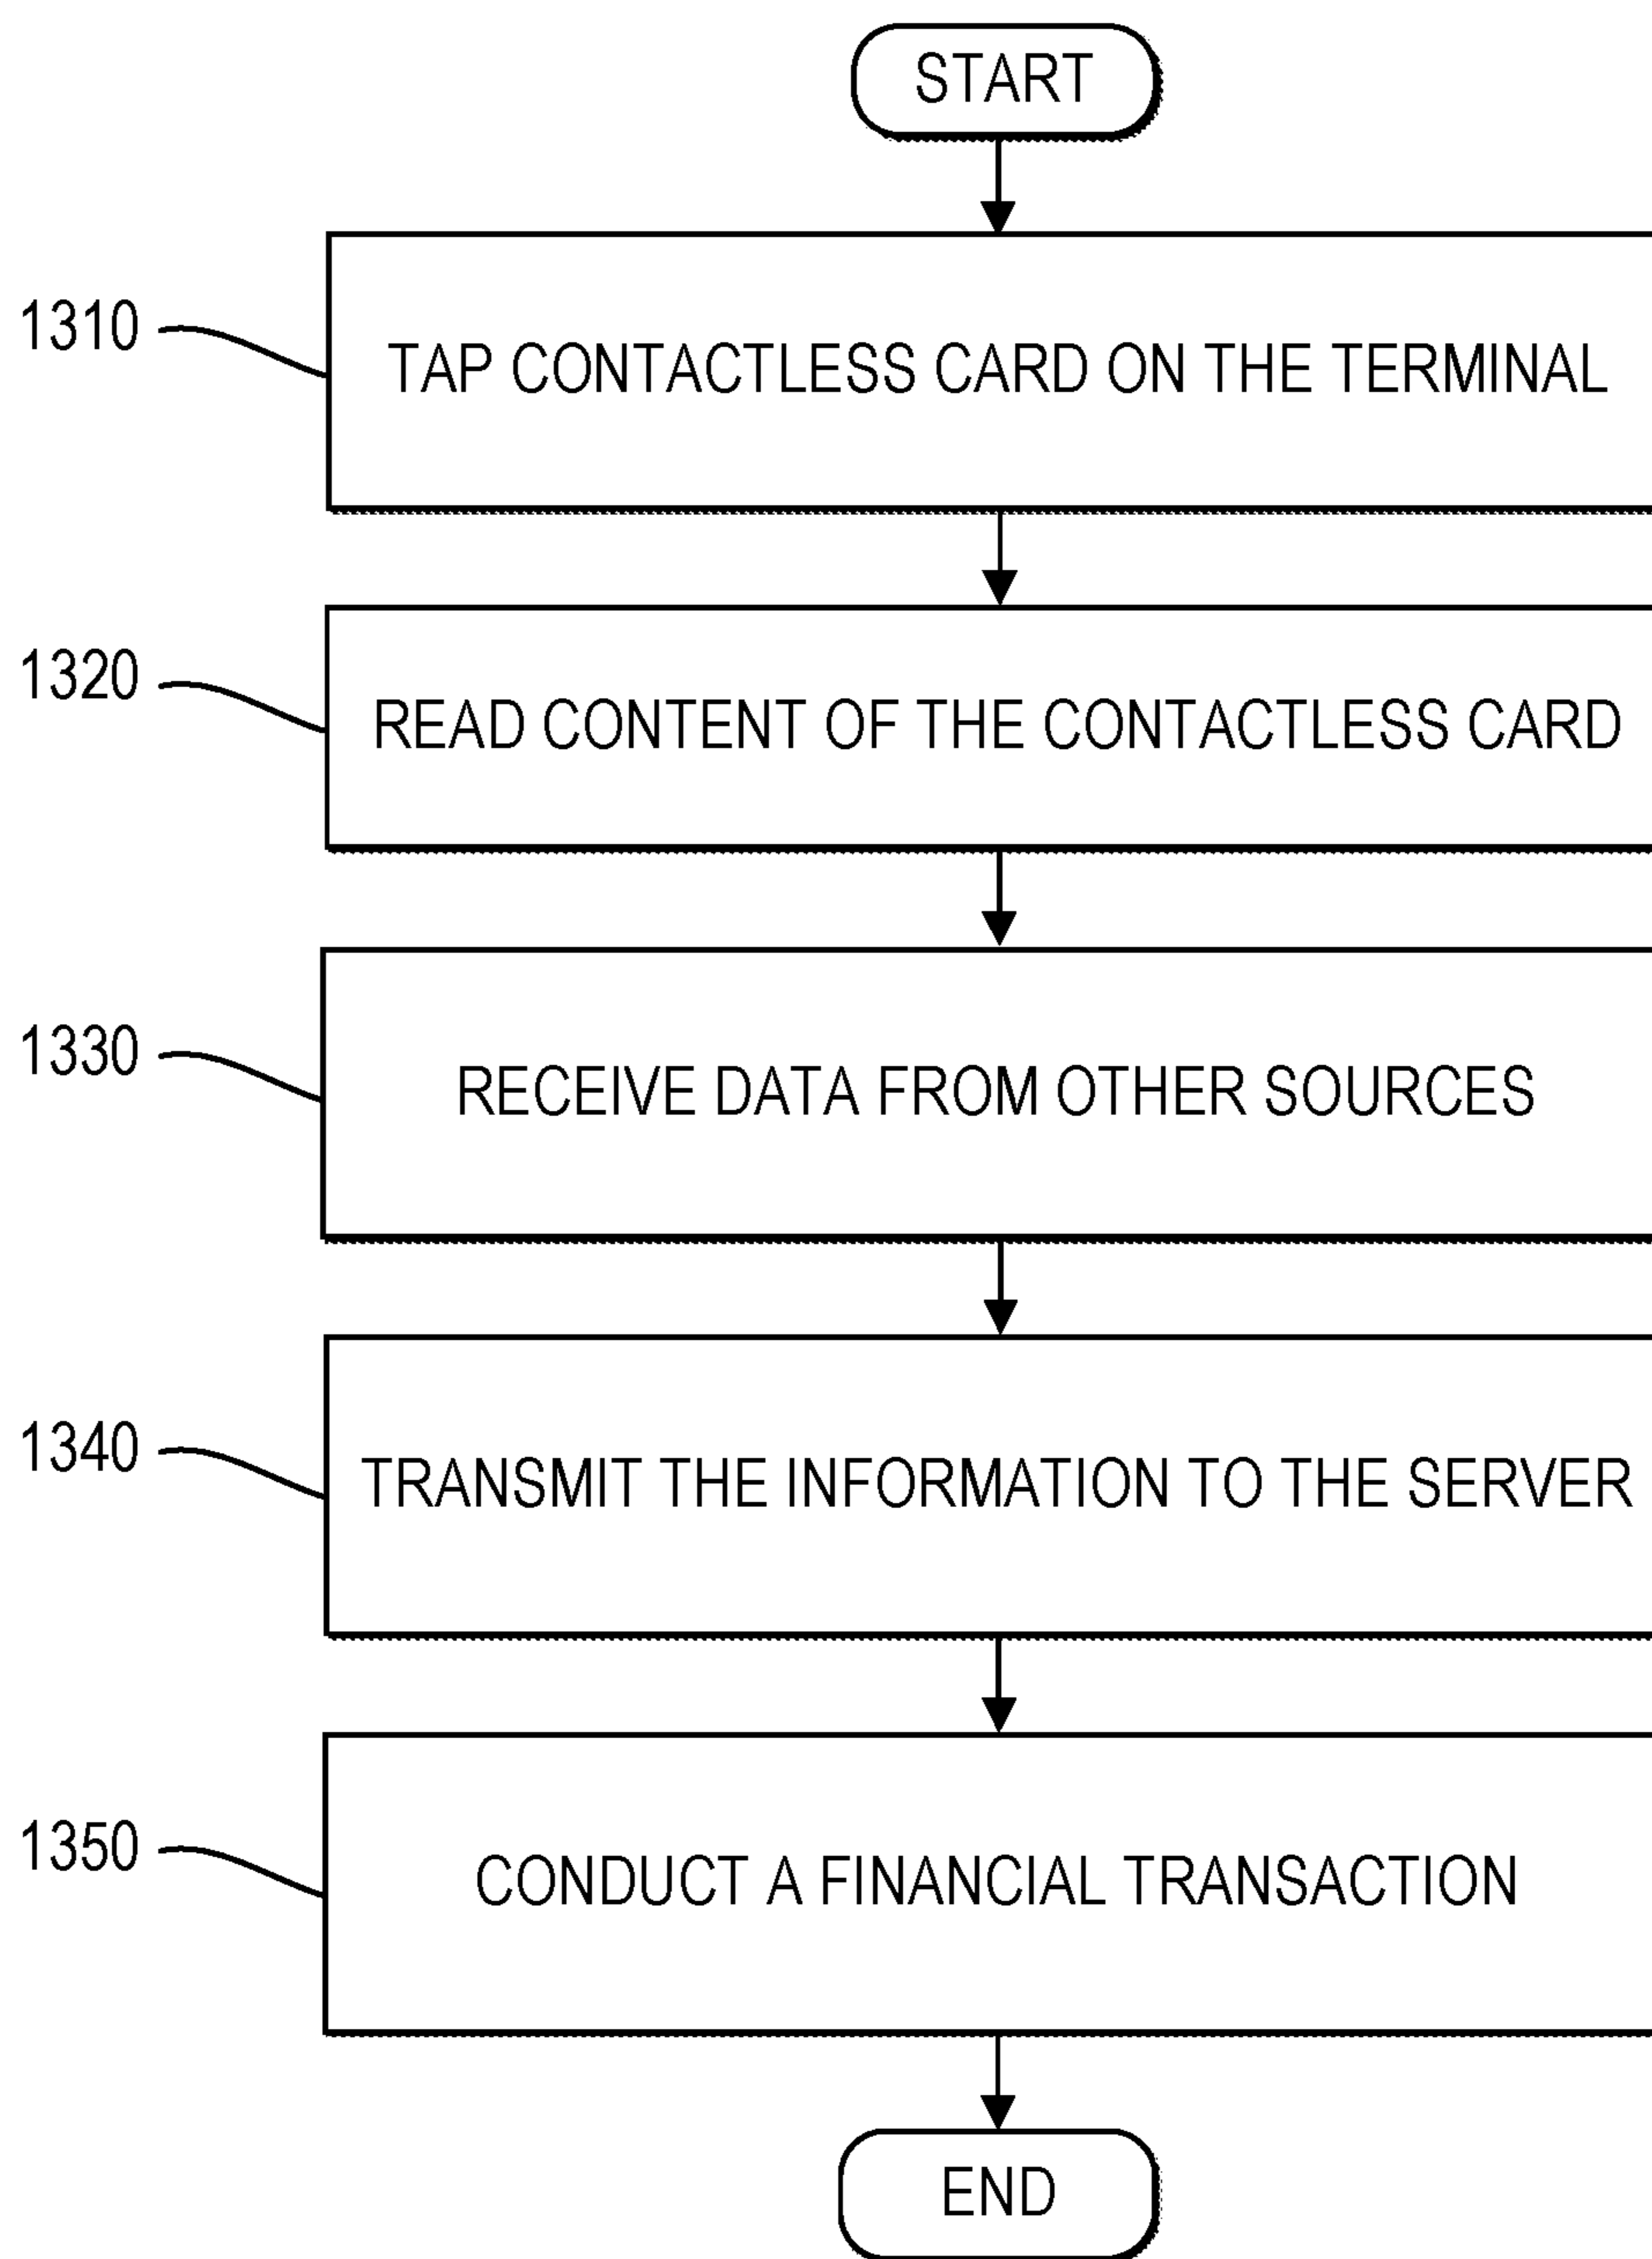 START
1310
TAP CONTACTLESS CARD ON THE TERMINAL
1320
READ CONTENT OF THE CONTACTLESS CARD
1330
RECEIVE DATA FROM OTHER SOURCES
1340
TRANSMIT THE INFORMATION TO THE SERVER
1350
CONDUCT A FINANCIAL TRANSACTION
END